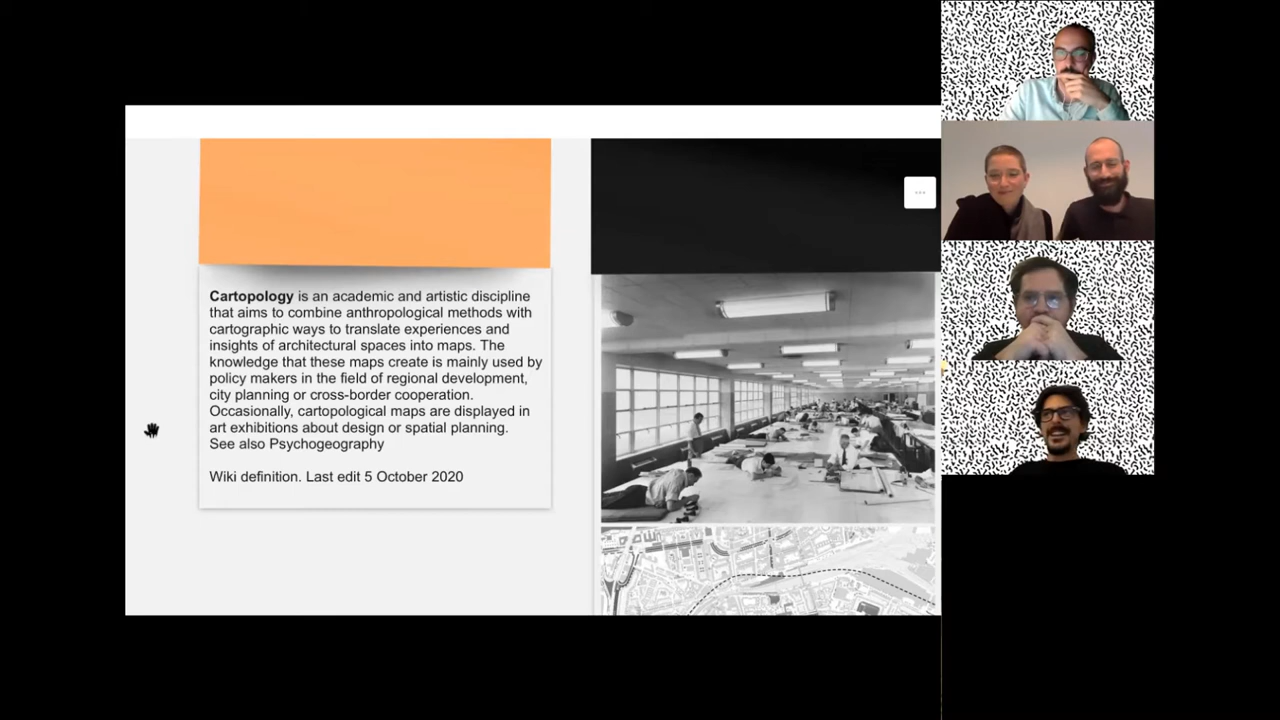 Cartopology is an academic and artistic discipline
that aims to combine anthropological methods with
cartographic ways to translate experiences and
insights of architectural spaces into maps. The
knowledge that these maps create is mainly used by
policy makers in the field of regional development,
city planning or cross-border cooperation.
Occasionally, cartopological maps are displayed in
art exhibitions about design or spatial planning.
See also Psychogeography
Wiki definition. Last edit 5 October 2020